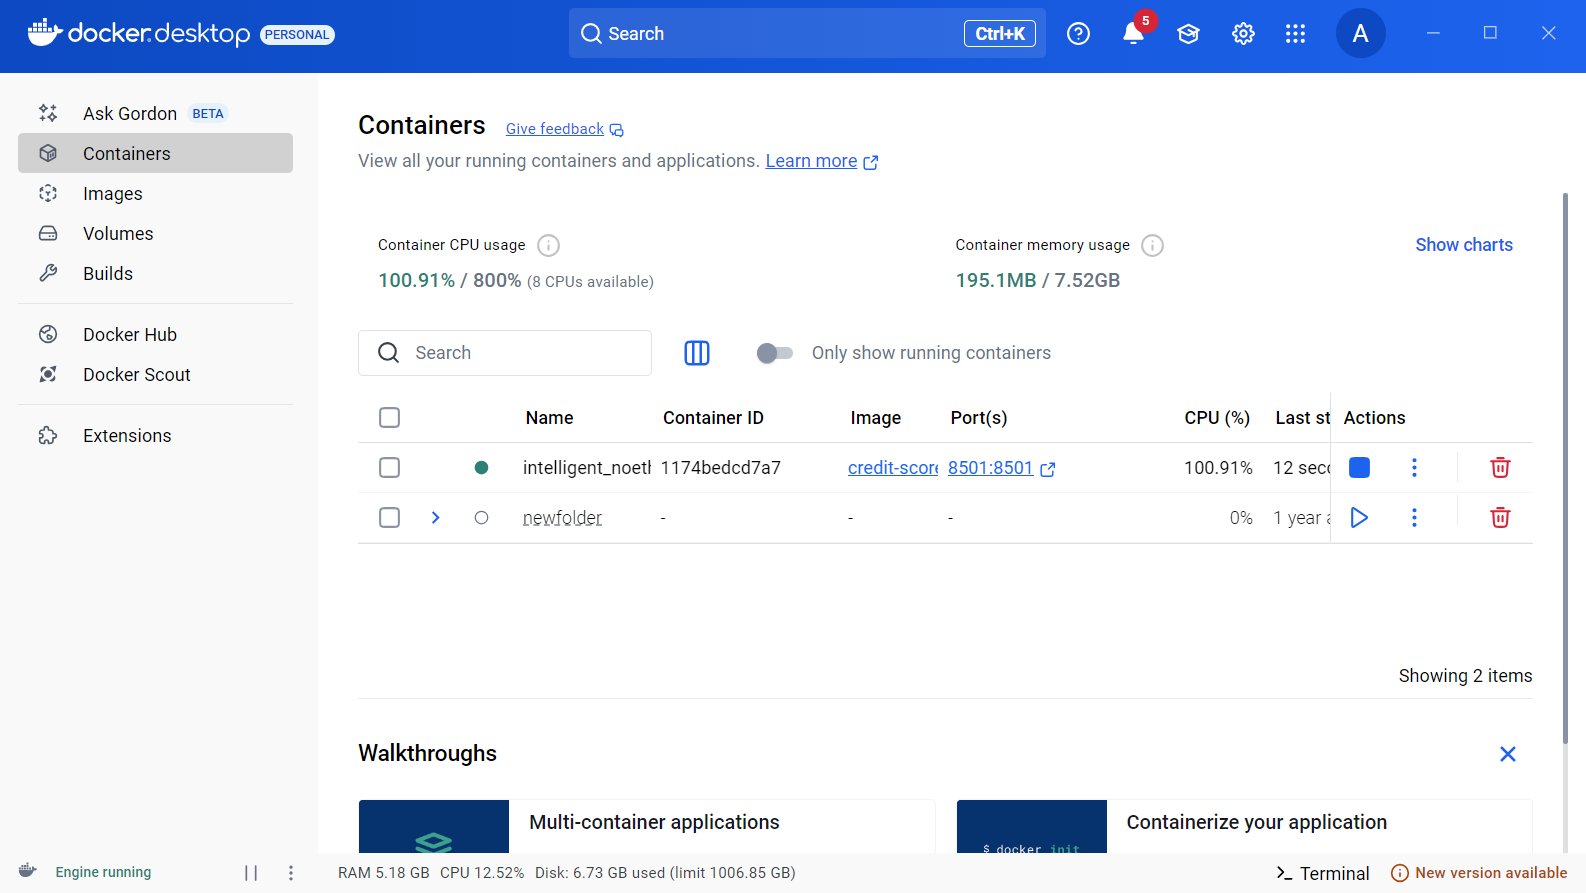 docker.desktop PERSONAL
Search
Ctrl+K
5
A
Ask Gordon BETA
Containers
Images
Volumes
Builds
Docker Hub
Docker Scout
Extensions
Containers Give feedback
View all your running containers and applications. Learn more
Container CPU usage
100.91% / 800% (8 CPUs available)
Container memory usage
195.1MB / 7.52GB
Show charts
Search
Only show running containers
Name Container ID Image Port(s) CPU (%) Last st Actions
intelligent_noeth 1174bedcd7a7 credit-score 8501:8501 100.91% 12 seco
newfolder - - - 0% 1 year a
Showing 2 items
Walkthroughs
Multi-container applications
Containerize your application
$ docker init
Engine running
RAM 5.18 GB CPU 12.52% Disk: 6.73 GB used (limit 1006.85 GB)
Terminal
New version available